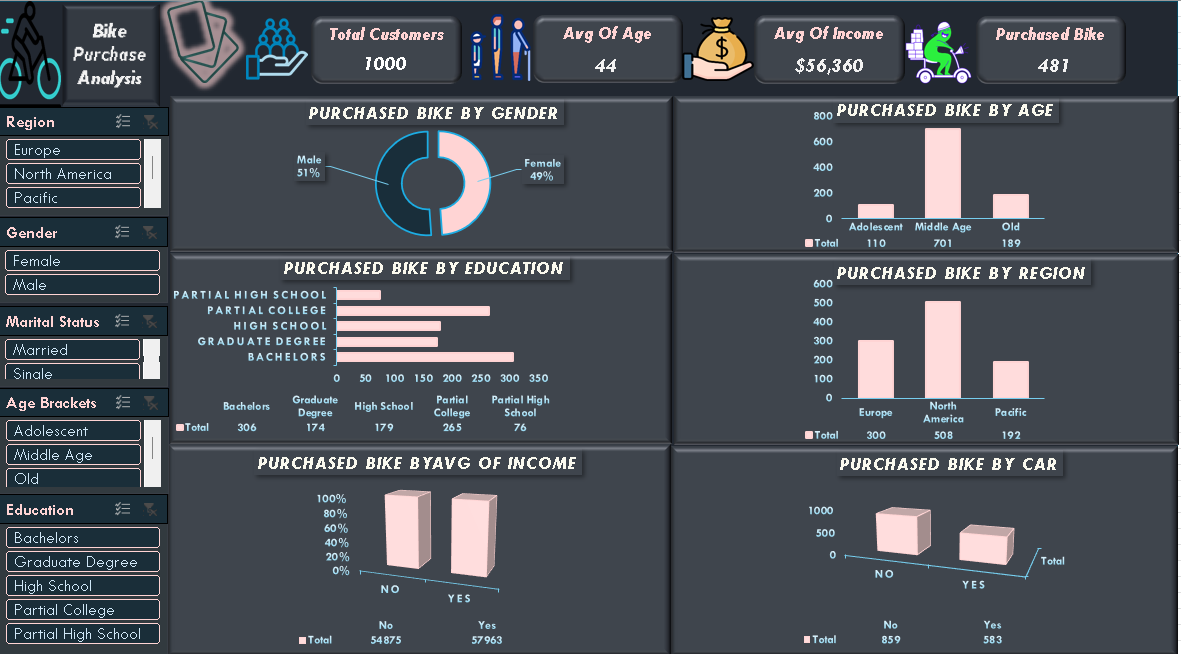 Bike
Purchase
Analysis
Total Customers
1000
Avg Of Age
44
Avg Of Income
$56,360
Purchased Bike
481
Region
Europe
North America
Pacific
Gender
Female
Male
Marital Status
Married
Single
Age Brackets
Adolescent
Middle Age
Old
Education
Bachelors
Graduate Degree
High School
Partial College
Partial High School
PURCHASED BIKE BY GENDER
Male
51%
Female
49%
PURCHASED BIKE BY AGE
800
600
400
200
0
Adolescent Middle Age Old
Total 110 701 189
PURCHASED BIKE BY EDUCATION
PARTIAL HIGH SCHOOL
PARTIAL COLLEGE
HIGH SCHOOL
GRADUATE DEGREE
BACHELORS
0 50 100 150 200 250 300 350
Bachelors Graduate Degree High School Partial College Partial High School
Total 306 174 179 265 76
PURCHASED BIKE BY REGION
600
500
400
300
200
100
0
Europe North America Pacific
Total 300 508 192
PURCHASED BIKE BYAVG OF INCOME
100%
80%
60%
40%
20%
0%
NO
YES
No Yes
Total 54875 57963
PURCHASED BIKE BY CAR
1000
500
0
NO
YES
Total
No Yes
Total 859 583